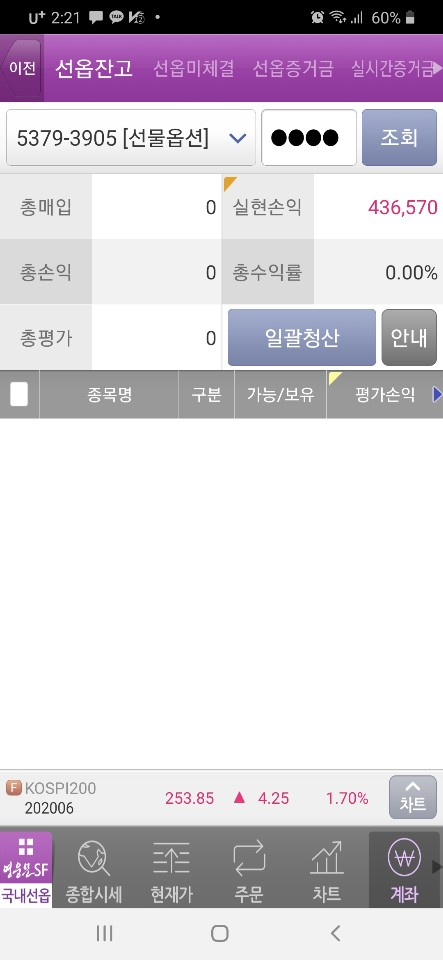 U+ 2:21 60%
이전 선옵잔고 선옵미체결 선옵증거금 실시간증거금
5379-3905 [선물옵션] ●●●● 조회
총매입 0 실현손익 436,570
총손익 0 총수익률 0.00%
총평가 0 일괄청산 안내
종목명 구분 가능/보유 평가손익
F KOSPI200
202006 253.85 ▲ 4.25 1.70% 차트
영웅문SF
국내선옵 종합시세 현재가 주문 차트 계좌